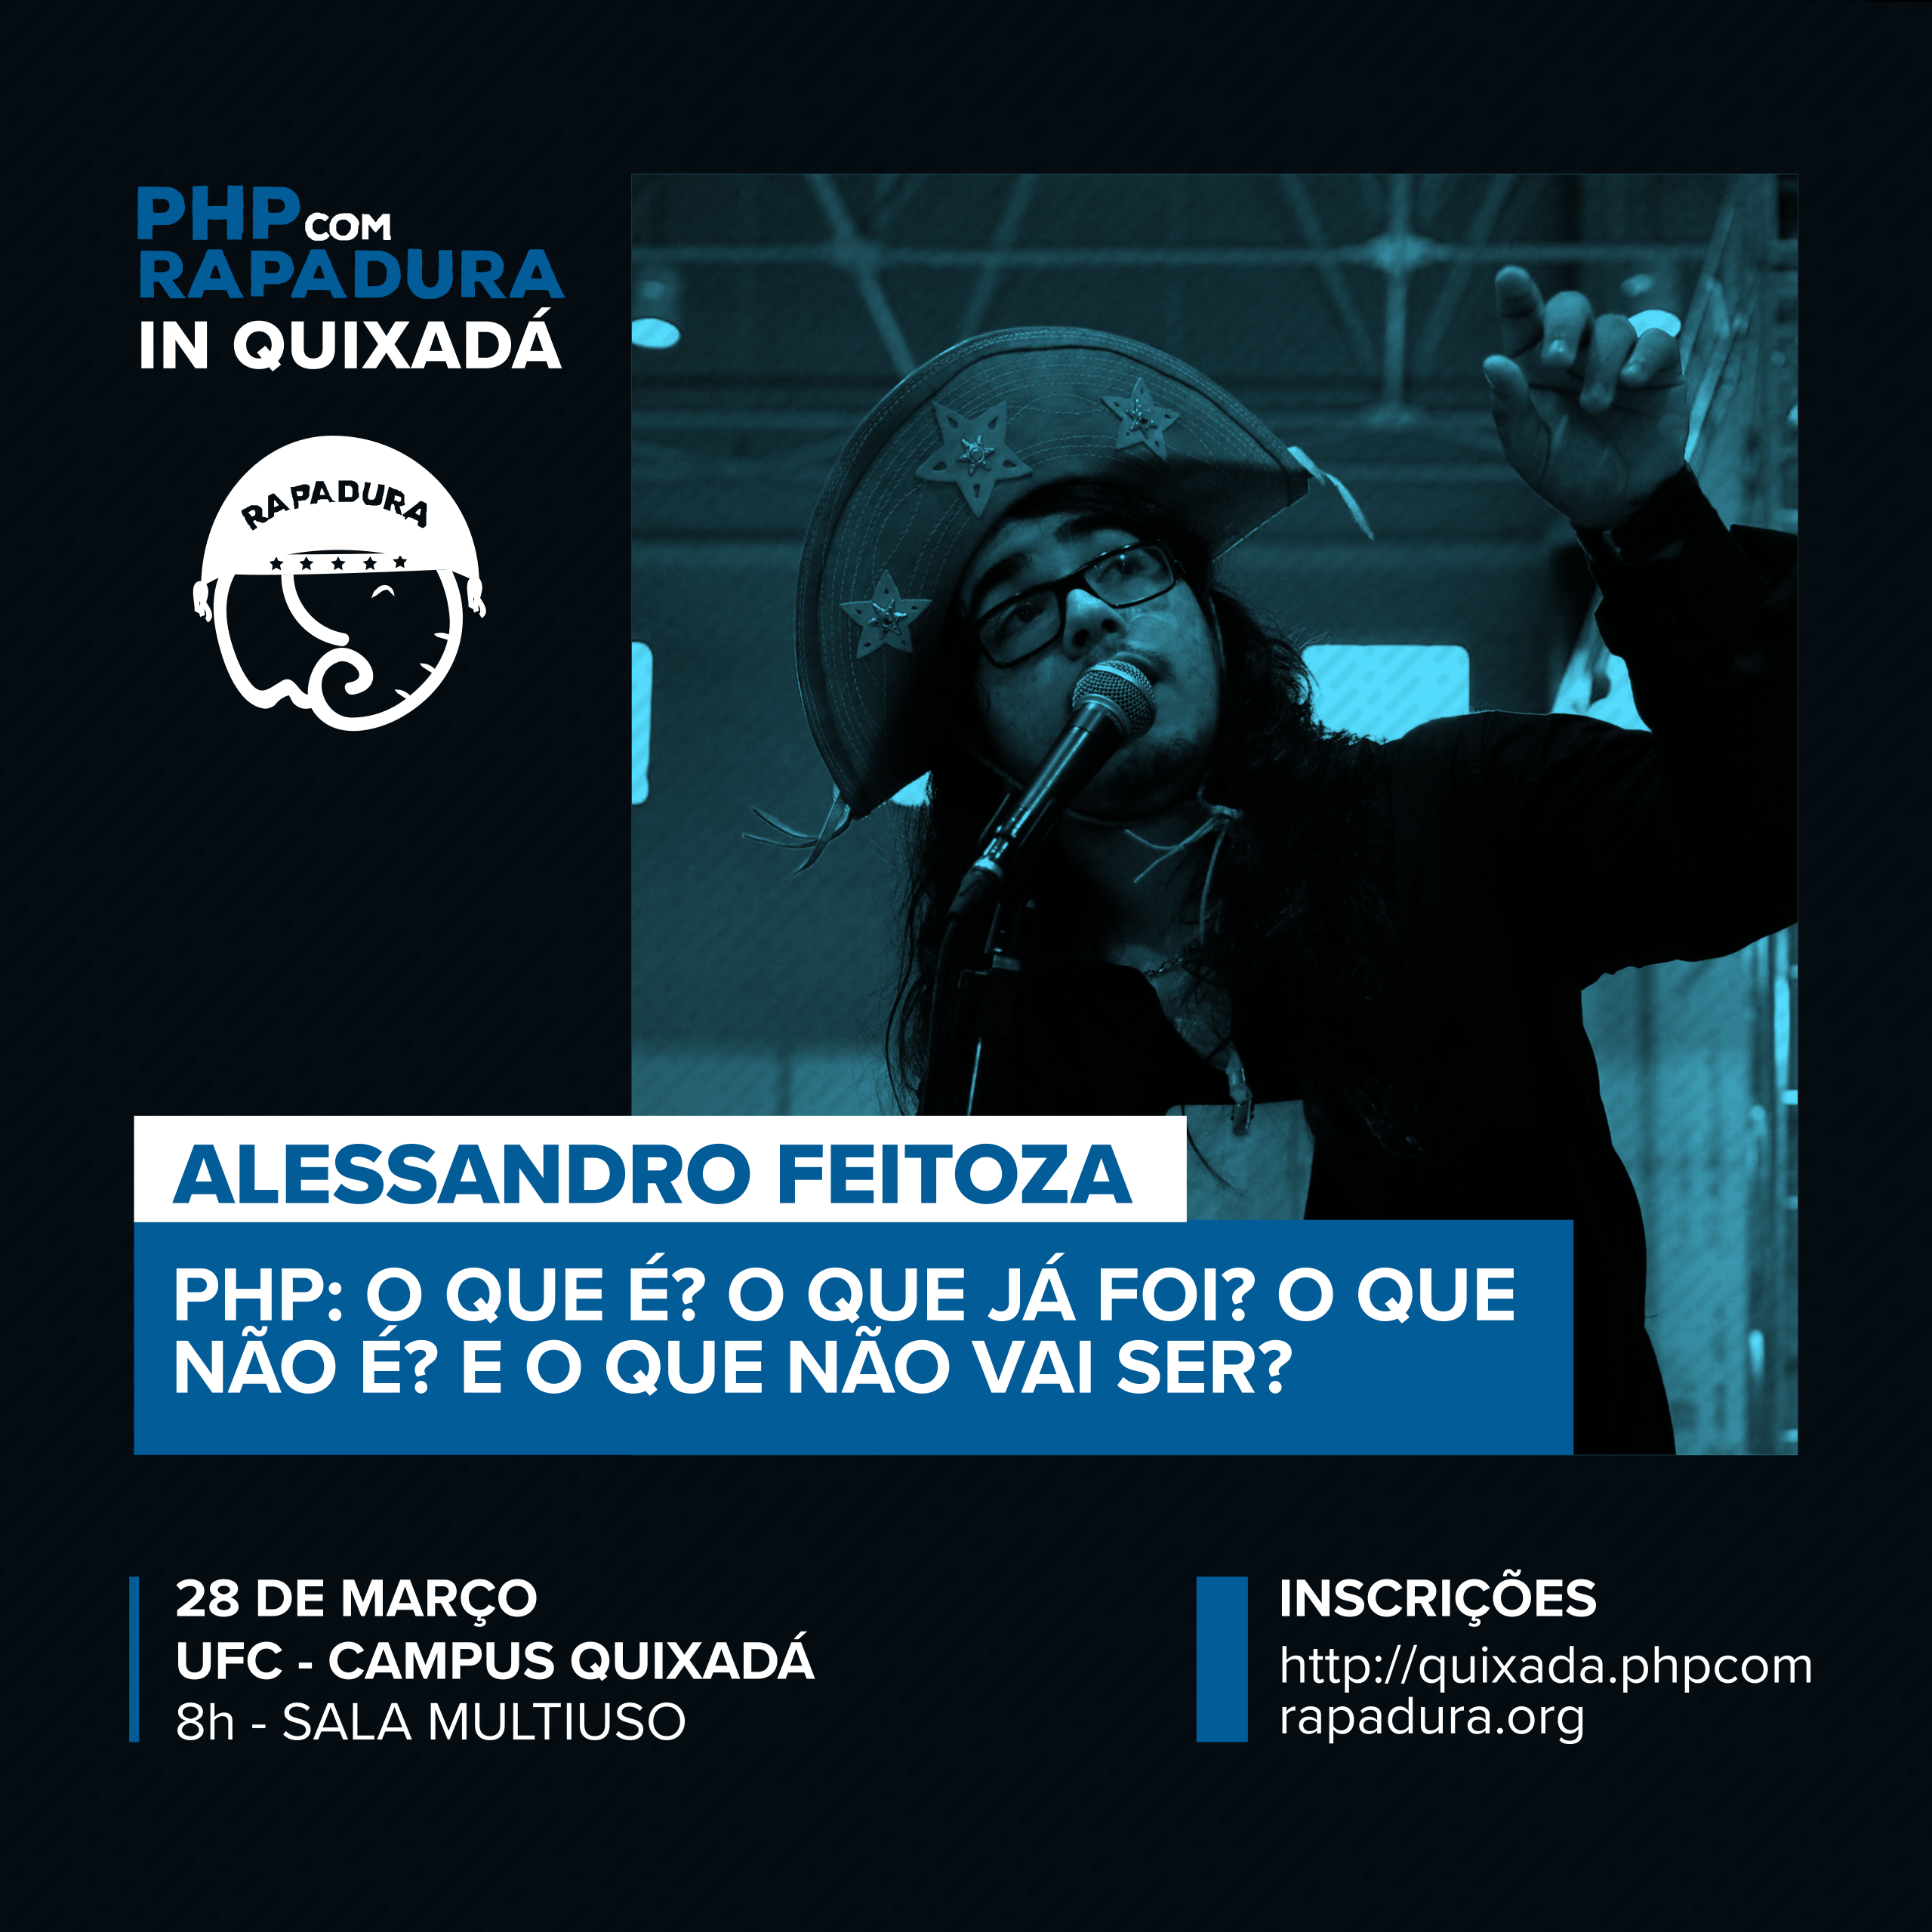 PHP COM
RAPADURA
IN QUIXADÁ
RAPADURA
ALESSANDRO FEITOZA
PHP: O QUE É? O QUE JÁ FOI? O QUE
NÃO É? E O QUE NÃO VAI SER?
28 DE MARÇO
UFC - CAMPUS QUIXADÁ
8h - SALA MULTIUSO
INSCRIÇÕES
http://quixada.phpcom
rapadura.org